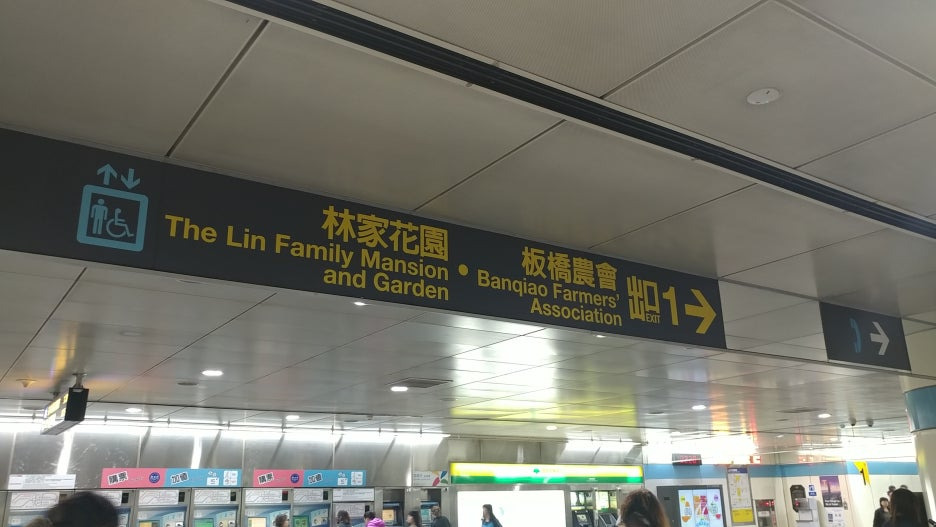 林家花園
The Lin Family Mansion
and Garden
•
板橋農會
Banqiao Farmers'
Association
出口
EXIT
1
購票
加值
購票
加值
1